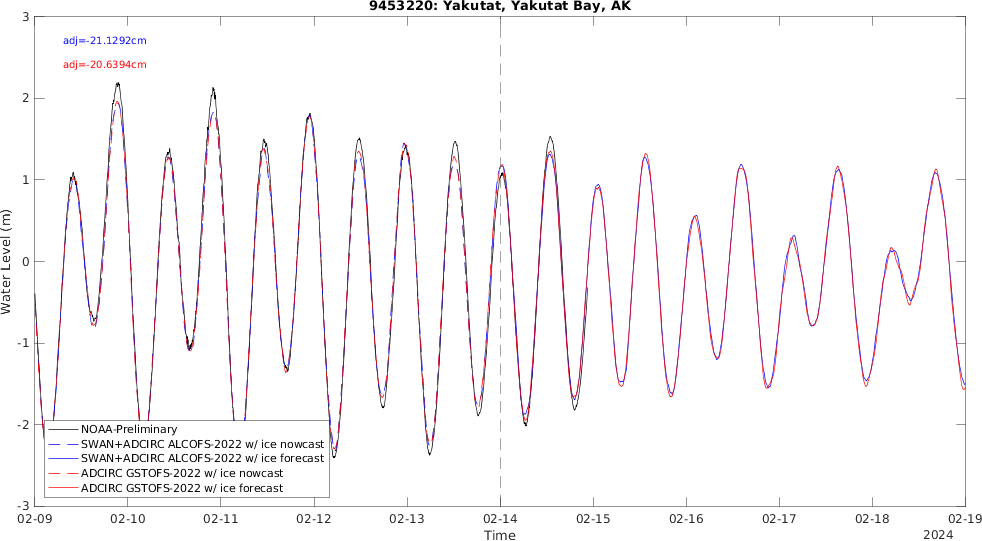 9453220: Yakutat, Yakutat Bay, AK
adj=-21.1292cm
adj=-20.6394cm
Water Level (m)
3
2
1
0
-1
-2
-3
NOAA-Preliminary
SWAN+ADCIRC ALCOFS-2022 w/ ice nowcast
SWAN+ADCIRC ALCOFS-2022 w/ ice forecast
ADCIRC GSTOFS-2022 w/ ice nowcast
ADCIRC GSTOFS-2022 w/ ice forecast
02-09 02-10 02-11 02-12 02-13 02-14 02-15 02-16 02-17 02-18 02-19
Time
2024